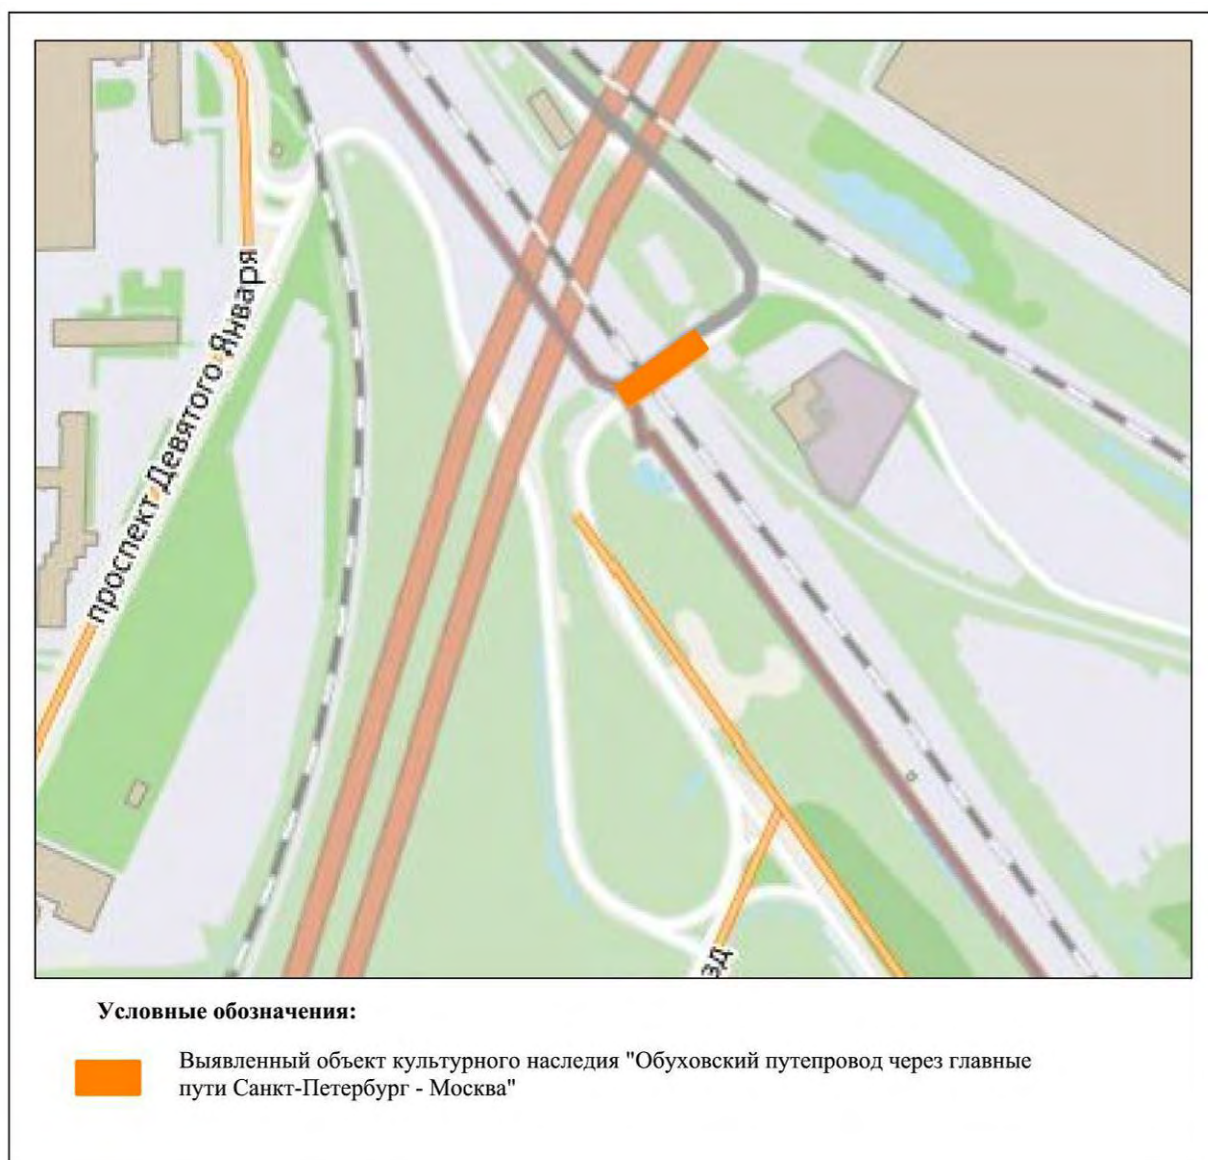 проспект Девятого Января
зд
Условные обозначения:
Выявленный объект культурного наследия "Обуховский путепровод через главные
пути Санкт-Петербург - Москва"